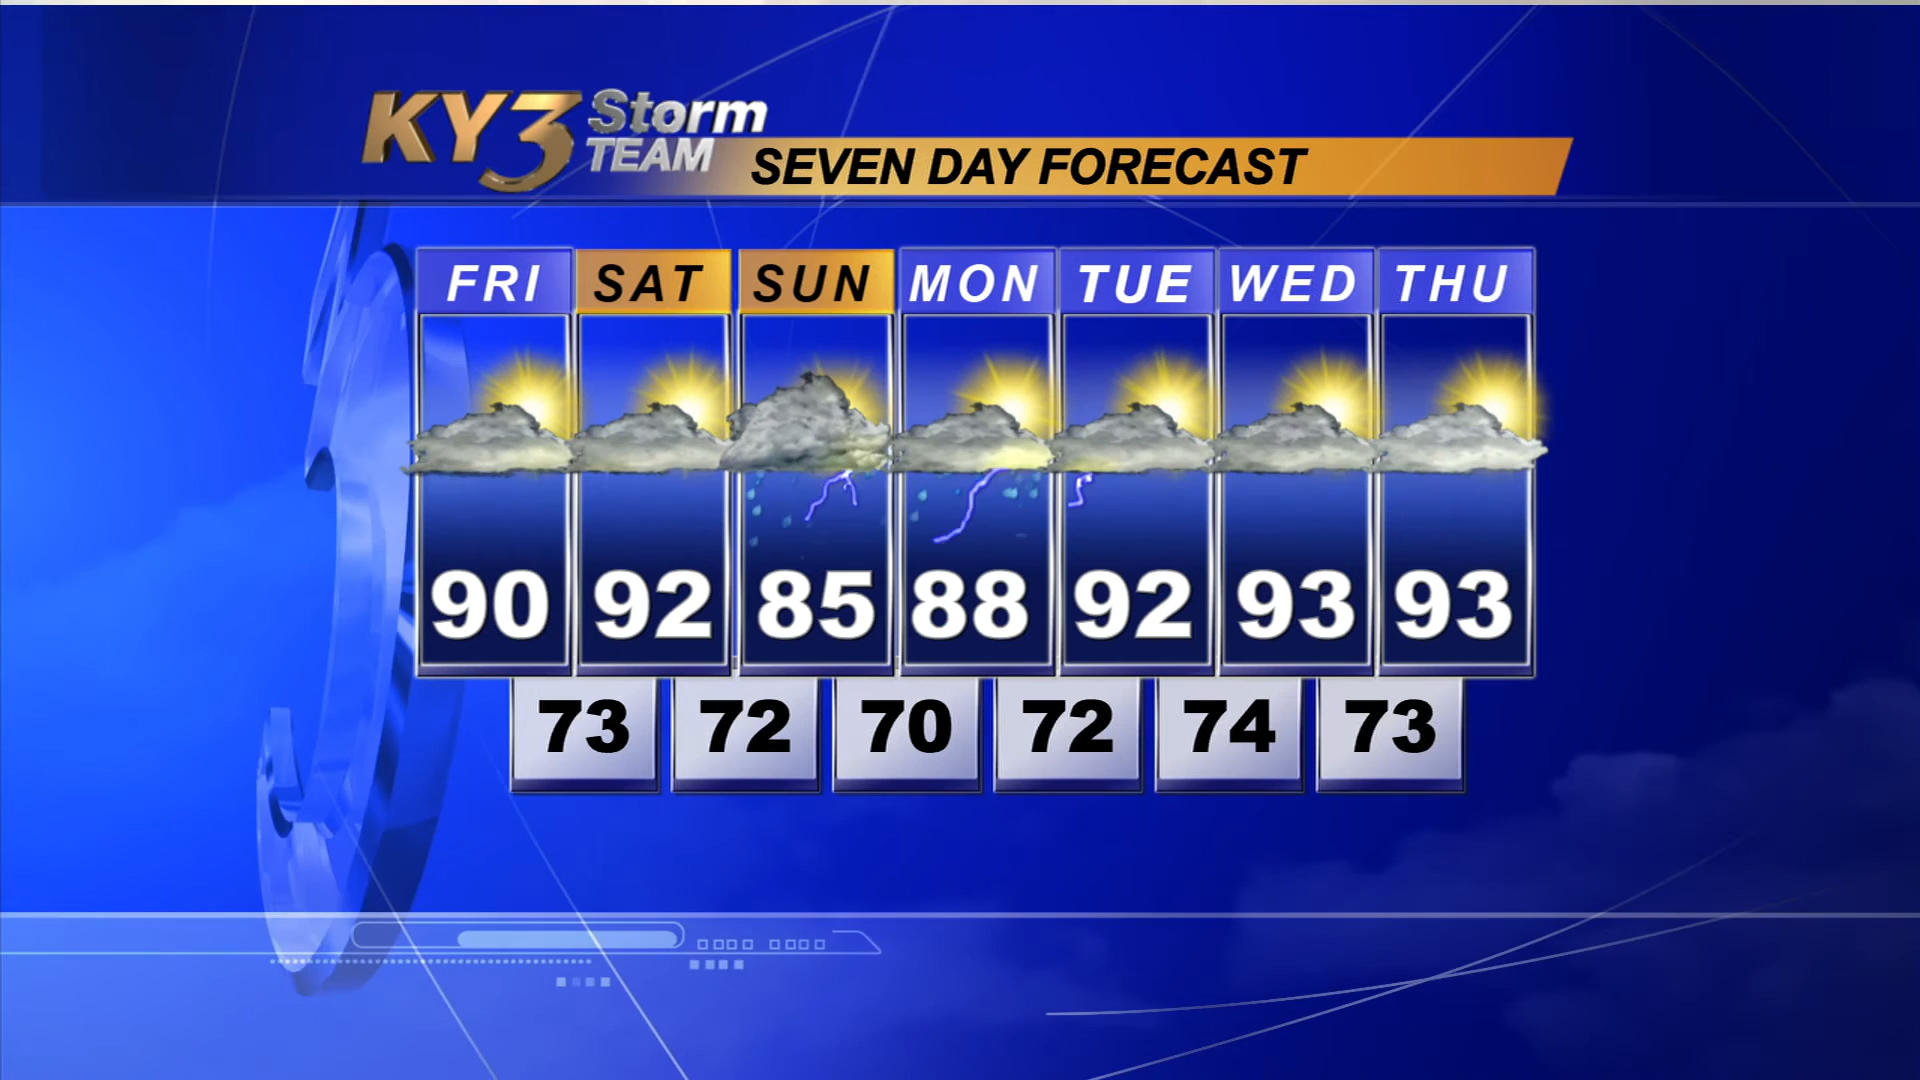 KY3 Storm
TEAM
SEVEN DAY FORECAST
FRI SAT SUN MON TUE WED THU
90 92 85 88 92 93 93
73 72 70 72 74 73